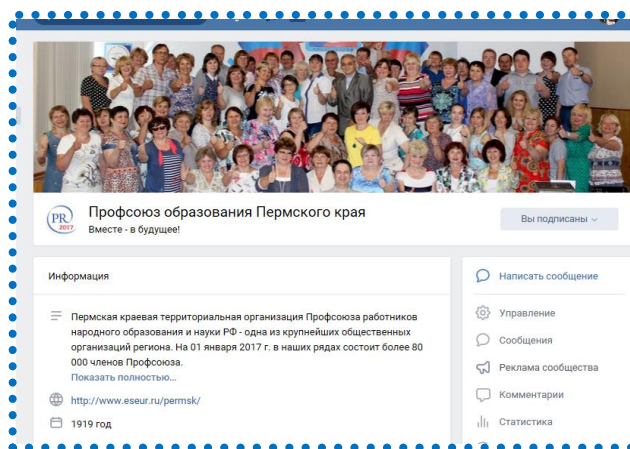 PR
2017
Профсоюз образования Пермского края
Вместе - в будущее!
Вы подписаны
Информация
Пермская краевая территориальная организация Профсоюза работников
народного образования и науки РФ - одна из крупнейших общественных
организаций региона. На 01 января 2017 г. в наших рядах состоит более 80
000 членов Профсоюза.
Показать полностью…
http://www.eseur.ru/permsk/
1919 год
Написать сообщение
Управление
Сообщения
Реклама сообщества
Комментарии
Статистика